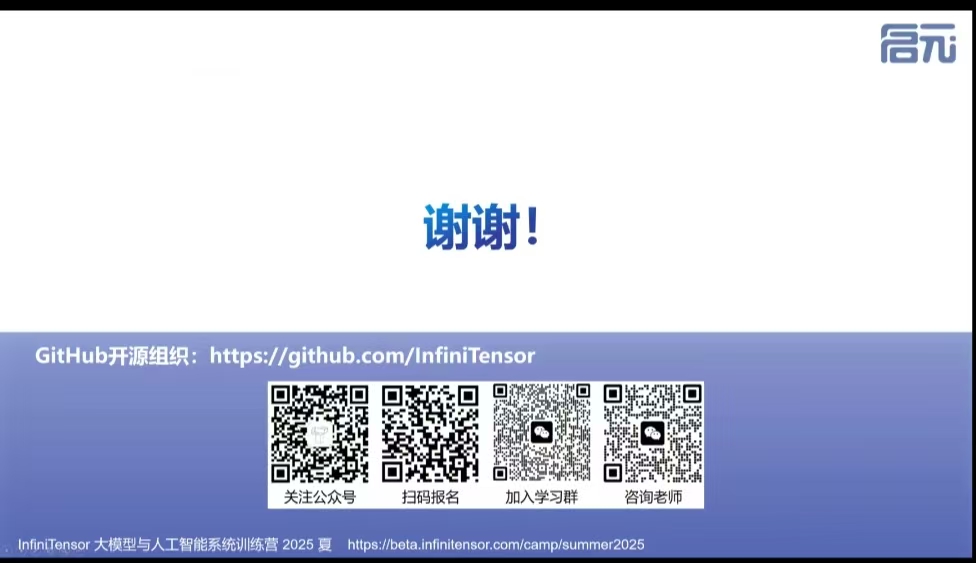 启元
谢谢！
GitHub开源组织：https://github.com/InfiniTensor
关注公众号
扫码报名
加入学习群
咨询老师
InfiniTensor 大模型与人工智能系统训练营 2025 夏 https://beta.infinitensor.com/camp/summer2025